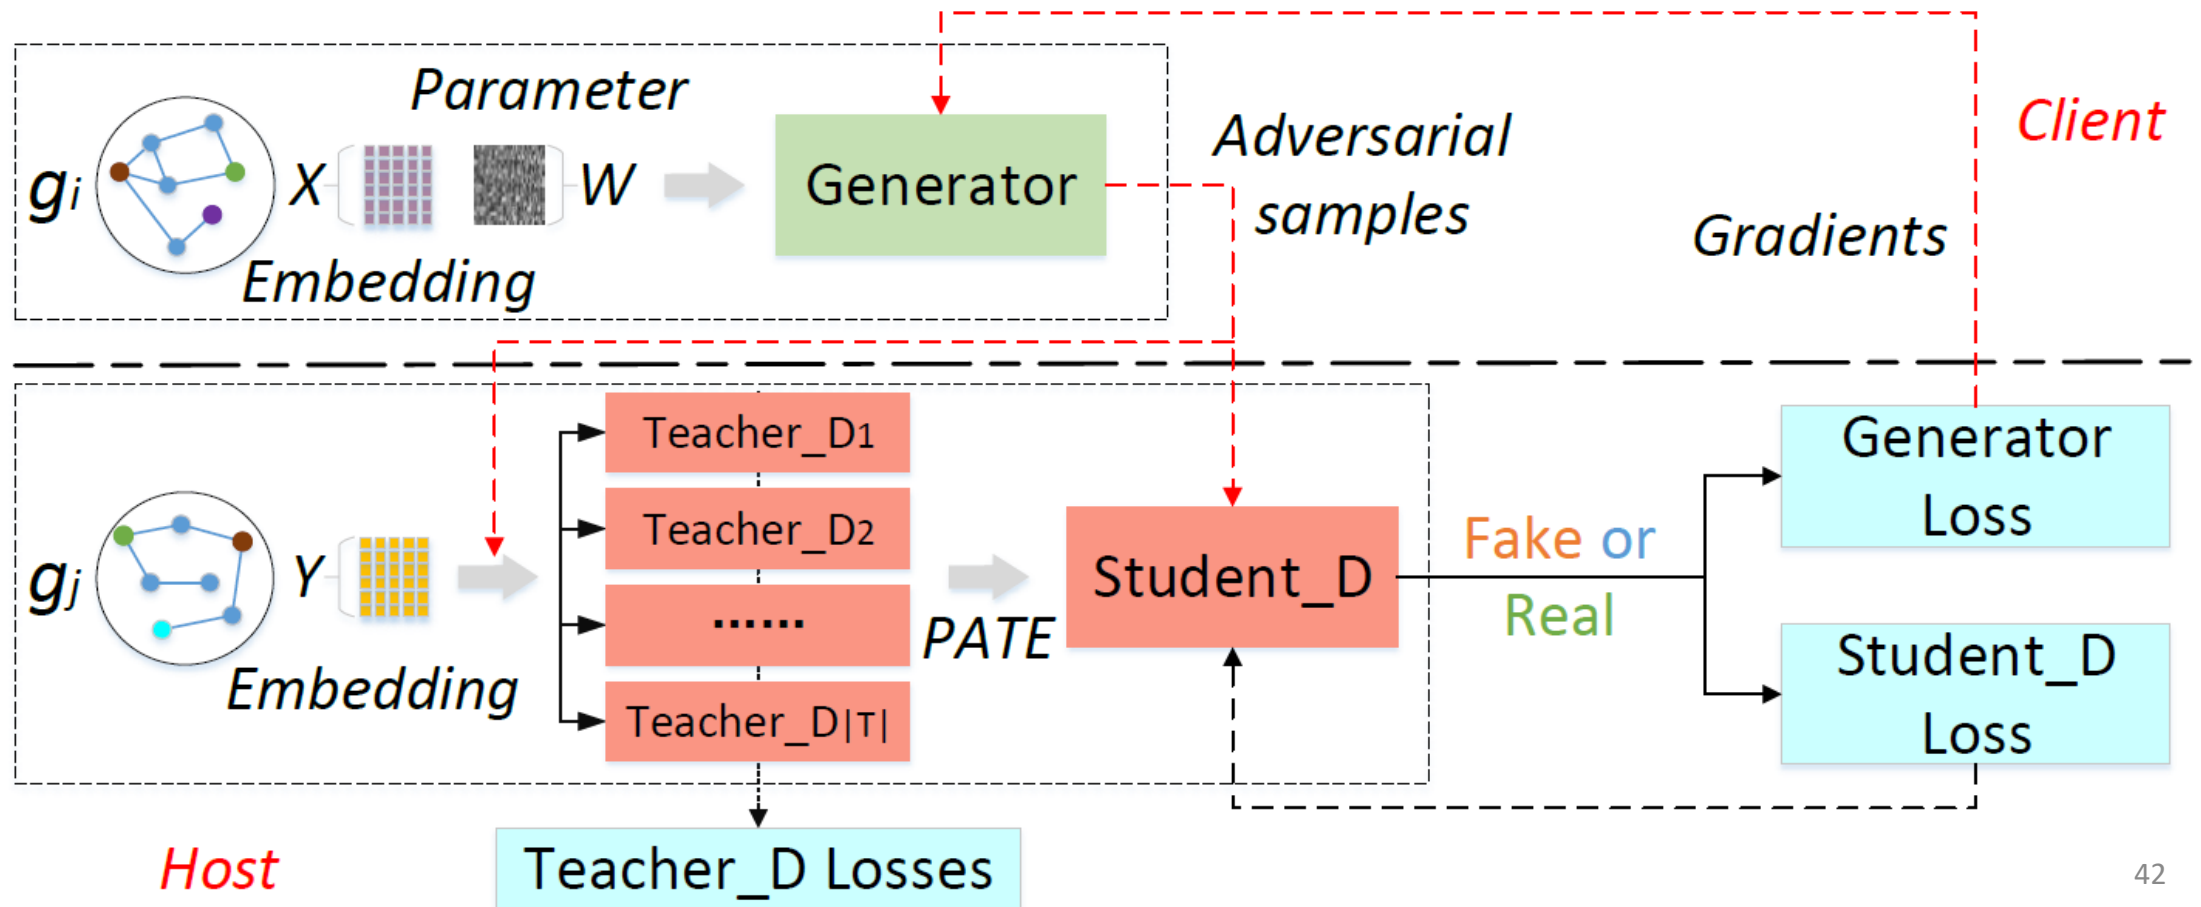 Parameter
gi
X
W
Embedding
Generator
Adversarial
samples
Gradients
Client
gj
Y
Embedding
Teacher_D1
Teacher_D2
......
Teacher_D|T|
PATE
Student_D
Fake or
Real
Generator
Loss
Student_D
Loss
Host
Teacher_D Losses
42